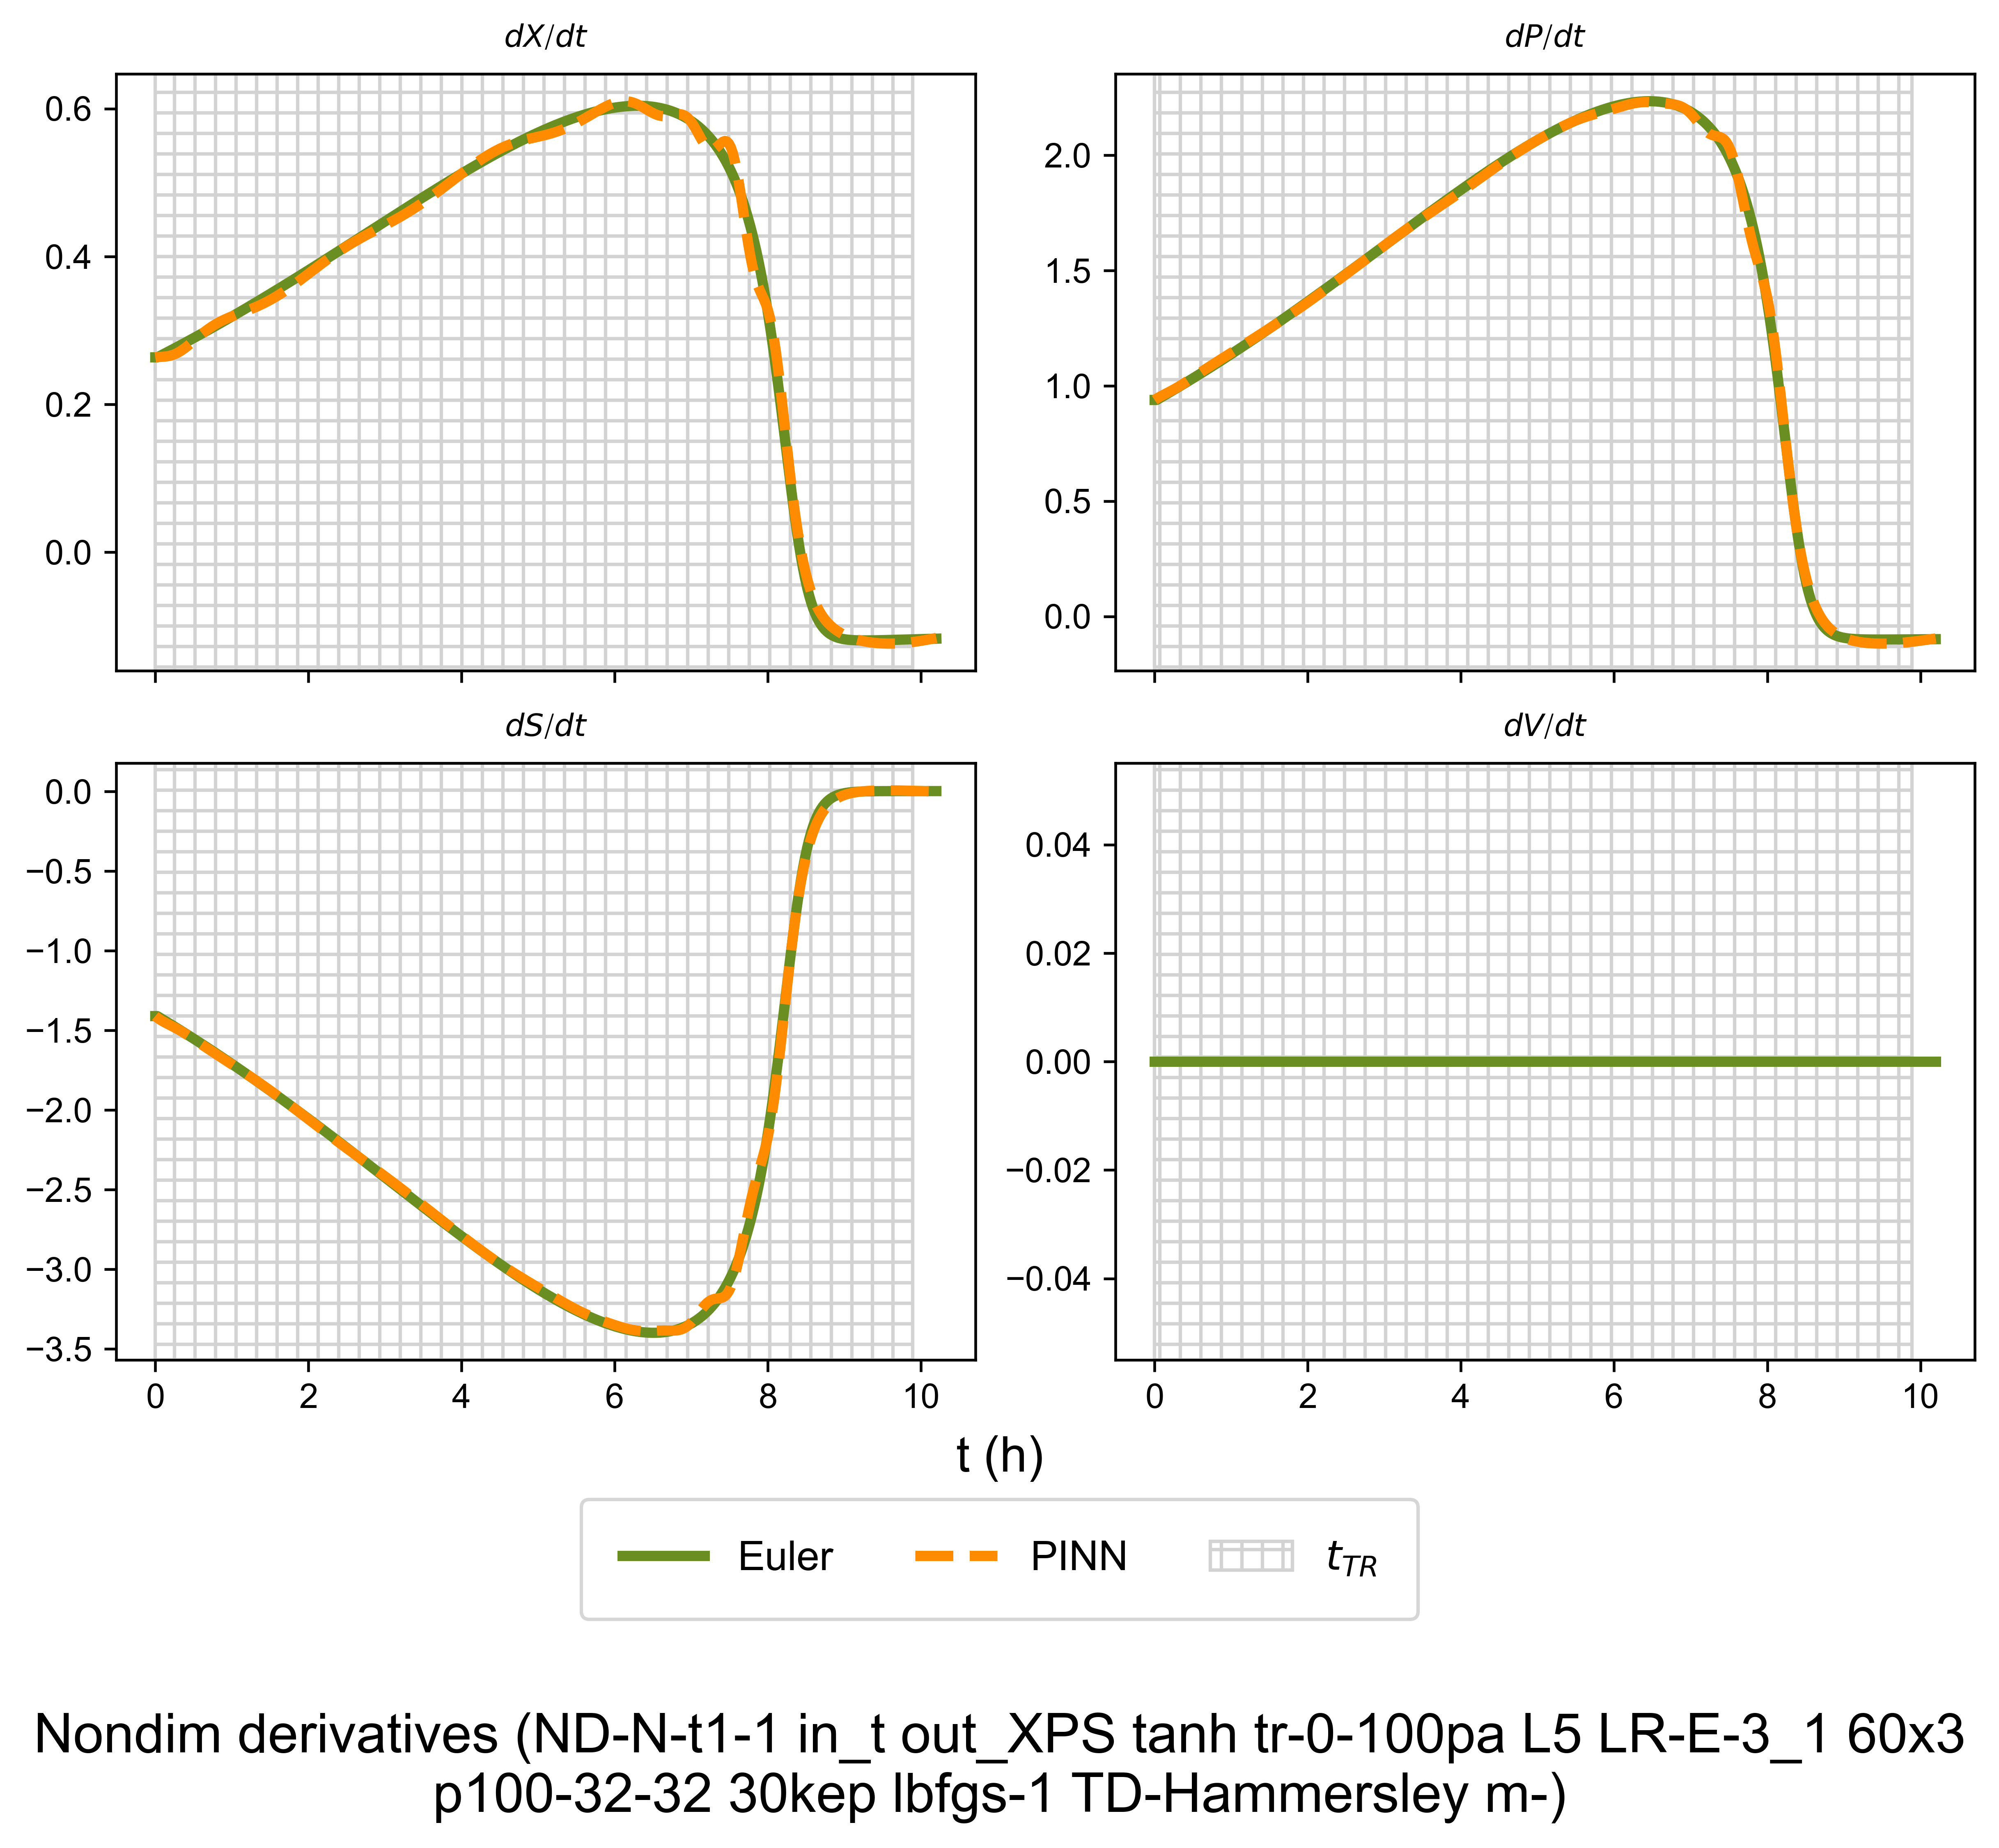 dX/dt
dP/dt
0.6
0.4
0.2
0.0
2.0
1.5
1.0
0.5
0.0
dS/dt
dV/dt
0.0
−0.5
−1.0
−1.5
−2.0
−2.5
−3.0
−3.5
0.04
0.02
0.00
−0.02
−0.04
0 2 4 6 8 10
0 2 4 6 8 10
t (h)
Euler PINN t_TR
Nondim derivatives (ND-N-t1-1 in_t out_XPS tanh tr-0-100pa L5 LR-E-3_1 60x3
p100-32-32 30kep lbfgs-1 TD-Hammersley m-)